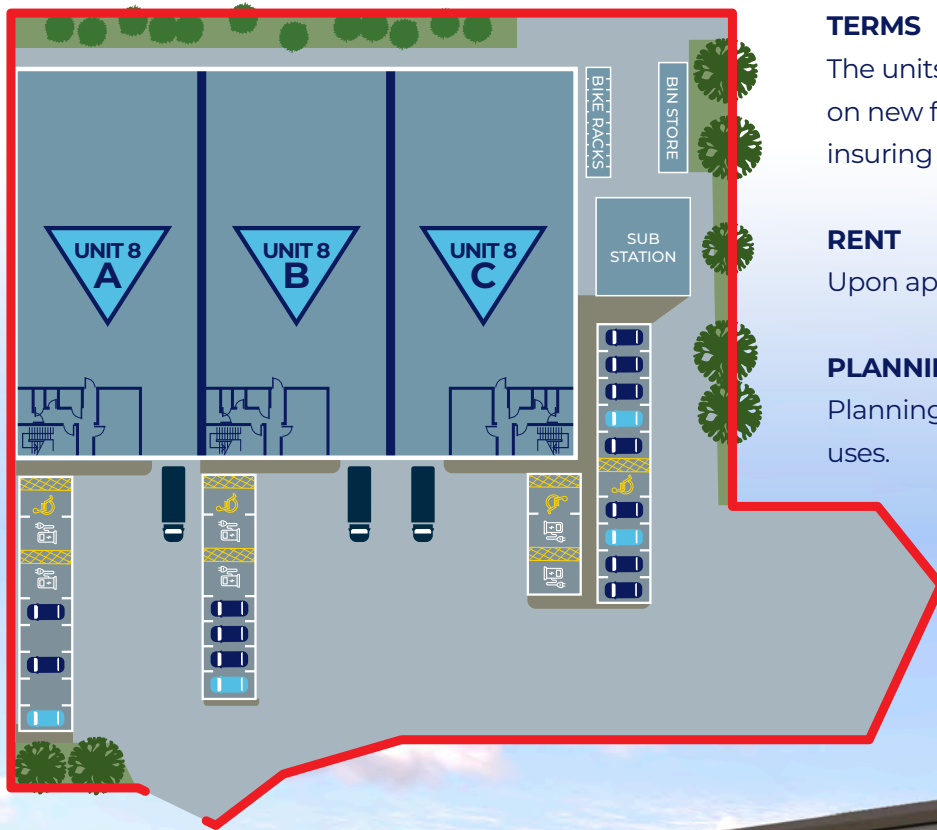 UNIT 8
A
UNIT 8
B
UNIT 8
C
BIKE RACKS
BIN STORE
SUB
STATION
TERMS
The units
on new f
insuring
RENT
Upon ap
PLANNIN
Planning
uses.